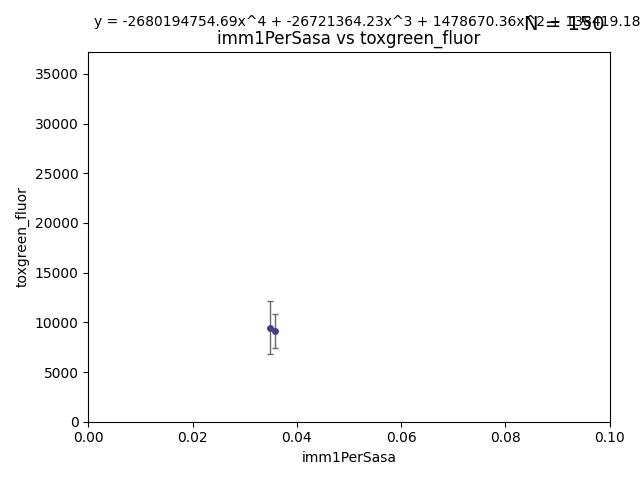 y = -2680194754.69x^4 + -26721364.23x^3 + 1478670.36x^2 + 138419.18
N = 150
imm1PerSasa vs toxgreen_fluor
35000
30000
25000
20000
15000
10000
5000
0
toxgreen_fluor
0.00 0.02 0.04 0.06 0.08 0.10
imm1PerSasa